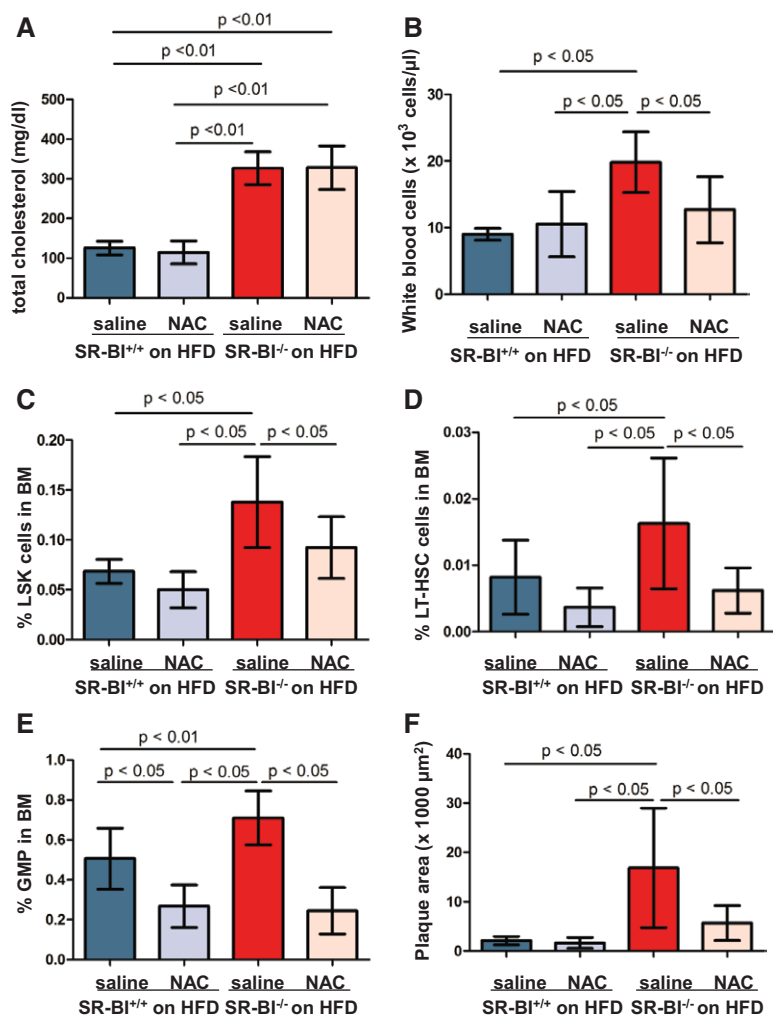 A
p <0.01
p <0.01
p <0.01
p <0.01
total cholesterol (mg/dl)
500
400
300
200
100
0
saline NAC saline NAC
SR-BI+/+ on HFD SR-BI-/- on HFD
B
p < 0.05
p < 0.05 p < 0.05
White blood cells (x 10³ cells/µl)
30
20
10
0
saline NAC saline NAC
SR-BI+/+ on HFD SR-BI-/- on HFD
C
p < 0.05
p < 0.05 p < 0.05
% LSK cells in BM
0.20
0.15
0.10
0.05
0.00
saline NAC saline NAC
SR-BI+/+ on HFD SR-BI-/- on HFD
D
p < 0.05
p < 0.05 p < 0.05
% LT-HSC cells in BM
0.03
0.02
0.01
0.00
saline NAC saline NAC
SR-BI+/+ on HFD SR-BI-/- on HFD
E
p < 0.01
p < 0.05 p < 0.05 p < 0.05
% GMP in BM
1.0
0.8
0.6
0.4
0.2
0.0
saline NAC saline NAC
SR-BI+/+ on HFD SR-BI-/- on HFD
F
p < 0.05
p < 0.05 p < 0.05
Plaque area (x 1000 µm²)
40
30
20
10
0
saline NAC saline NAC
SR-BI+/+ on HFD SR-BI-/- on HFD